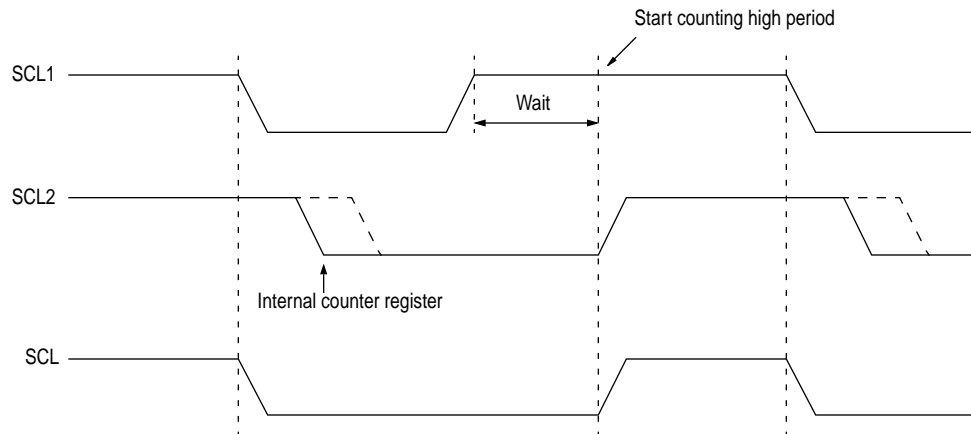 Start counting high period
SCL1
Wait
SCL2
Internal counter register
SCL